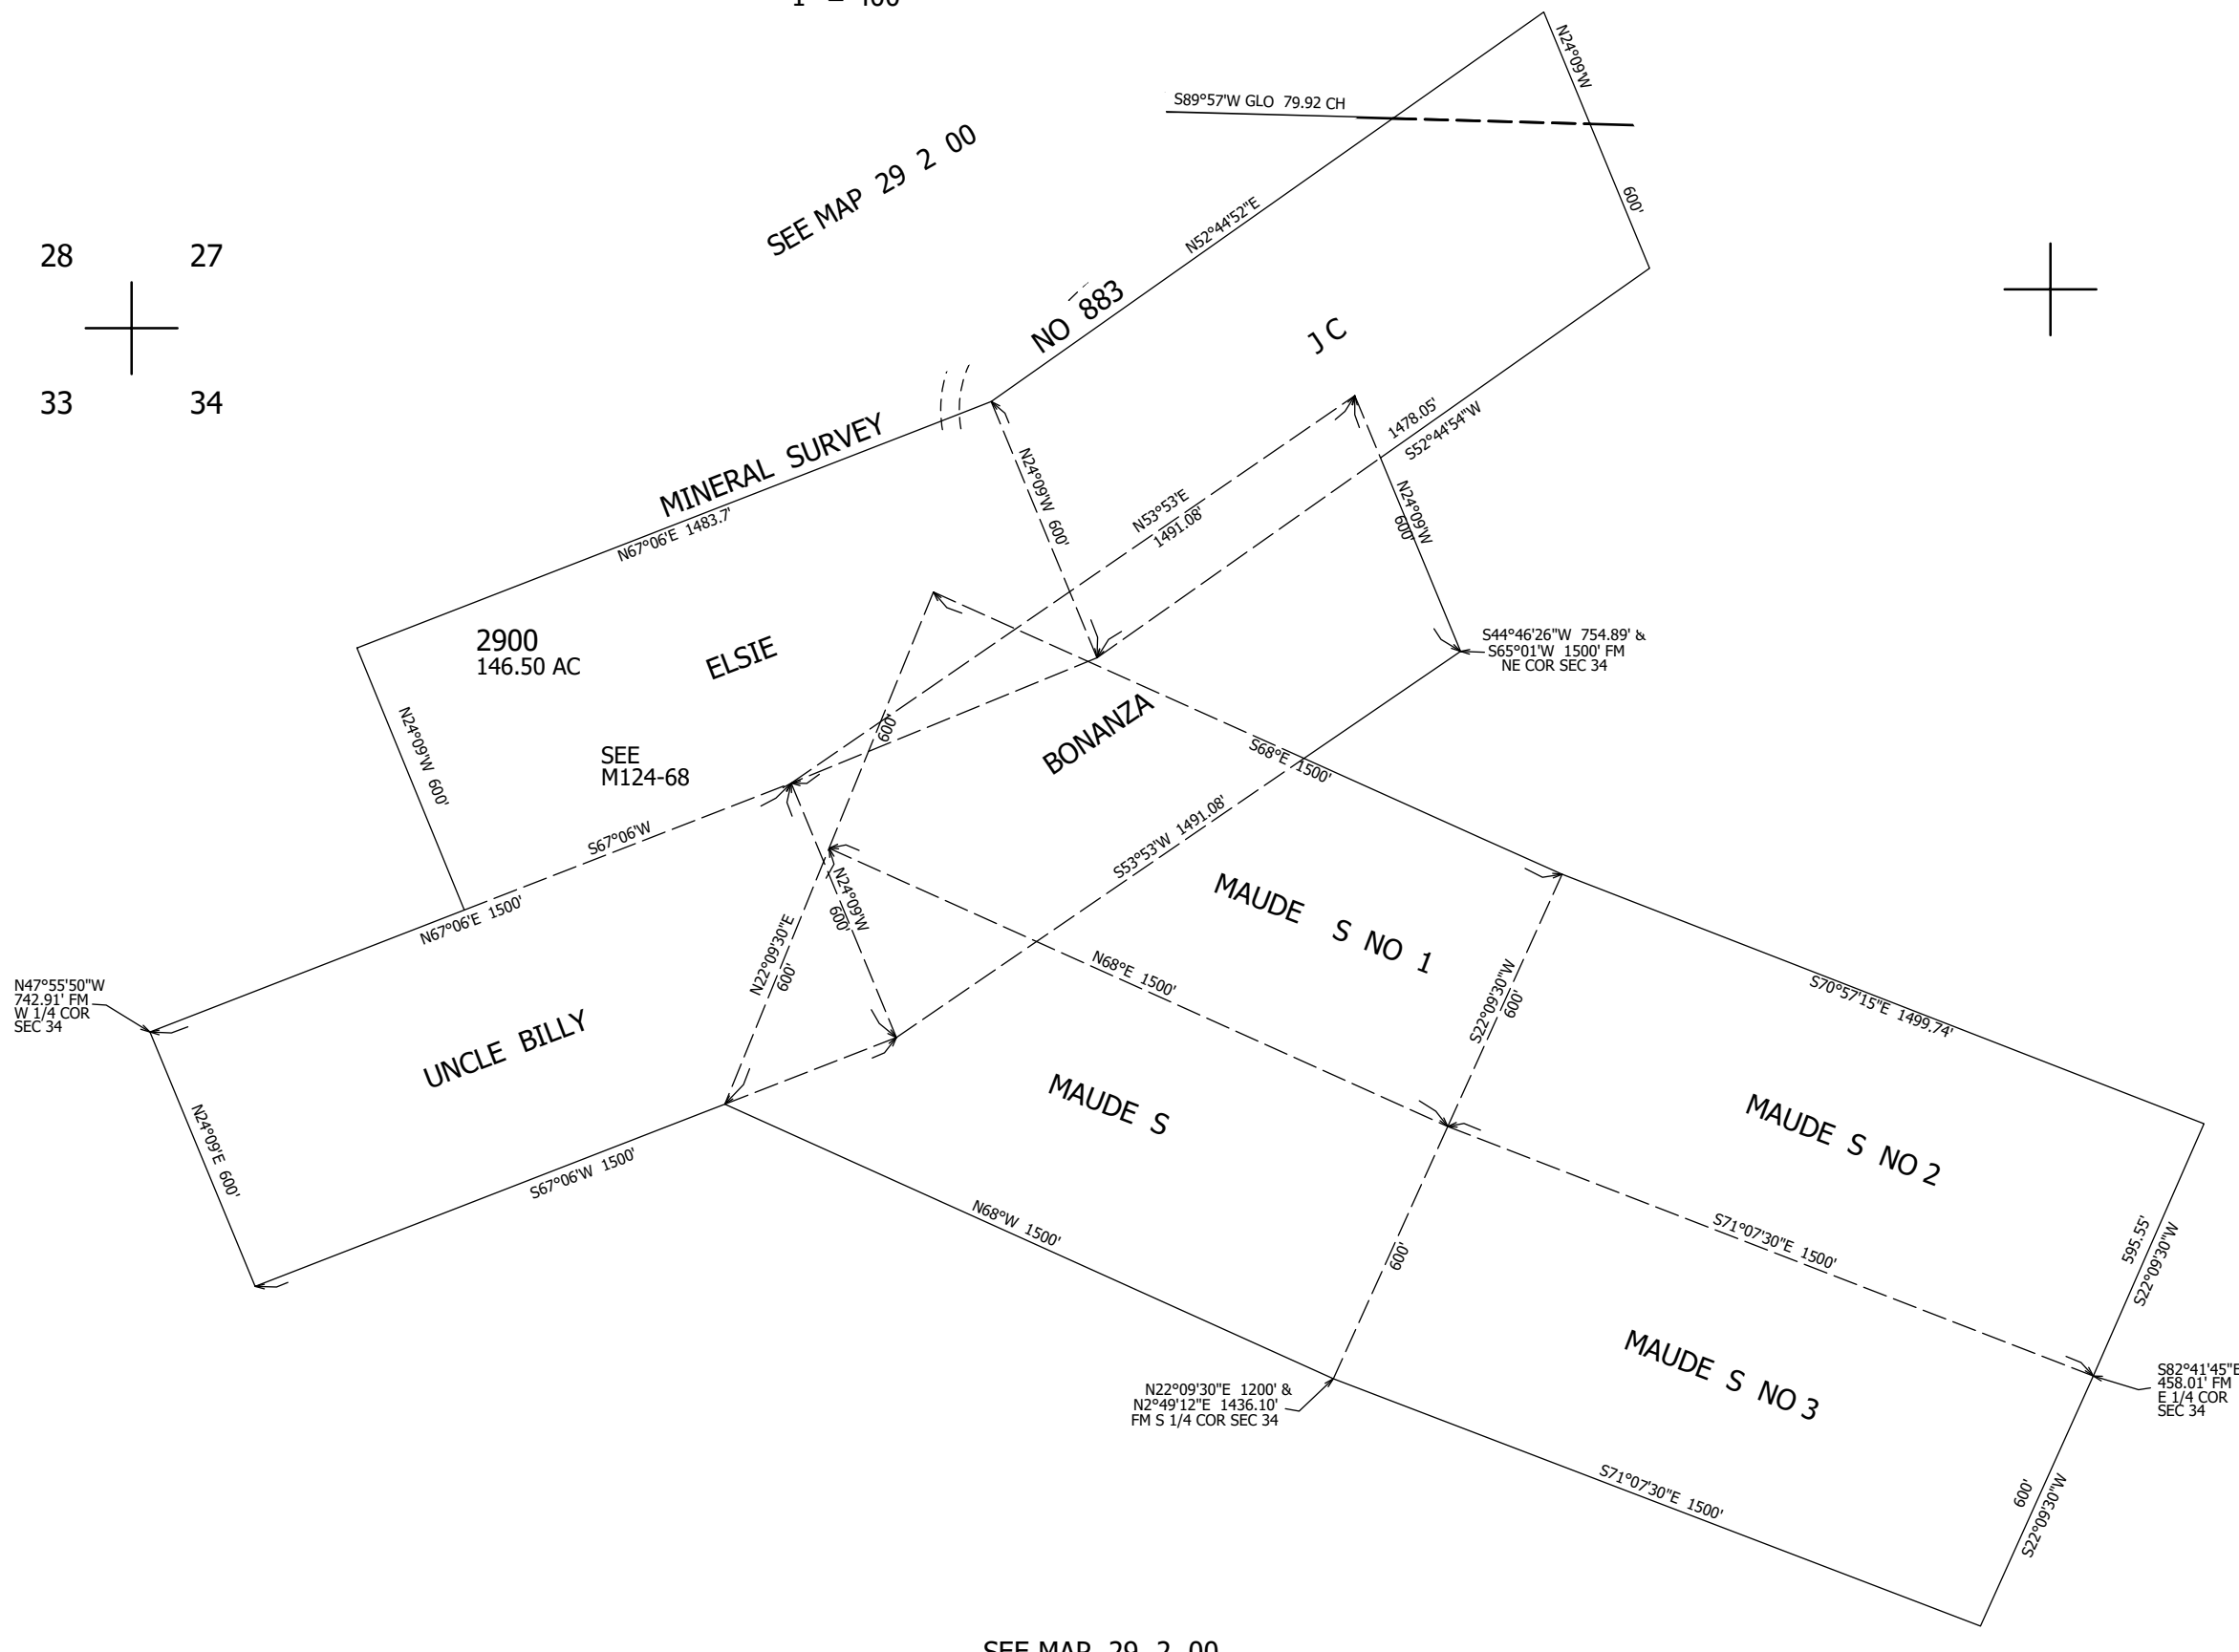 1" = 400'
N24°09'W
S89°57'W GLO 79.92 CH
SEE MAP 29 2 00
600'
N52°44'52"E
28 27
NO 883
J C
33 34
1478.05'
S52°44'54"W
MINERAL SURVEY
N67°06'E 1483.7'
N24°09'W 600'
N53°53'E
1491.08'
N24°09'W
600'
2900
146.50 AC
ELSIE
S44°46'26"W 754.89' &
S65°01'W 1500' FM
NE COR SEC 34
N24°09'W 600'
SEE
M124-68
600'
BONANZA
S68°E 1500'
S67°06'W
S53°53'W 1491.08'
N67°06'E 1500'
N24°09'W
600'
MAUDE S NO 1
N22°09'30"E
600'
N68°E 1500'
N47°55'50"W
742.91' FM
W 1/4 COR
SEC 34
S22°09'30"W
600'
S70°57'15"E 1499.74'
UNCLE BILLY
MAUDE S
MAUDE S NO 2
N24°09'E 600'
S67°06'W 1500'
N68°W 1500'
600'
S71°07'30"E 1500'
595.55'
S22°09'30"W
MAUDE S NO 3
N22°09'30"E 1200' &
N2°49'12"E 1436.10'
FM S 1/4 COR SEC 34
S82°41'45"E
458.01' FM
E 1/4 COR
SEC 34
S71°07'30"E 1500'
600'
S22°09'30"W
SEE MAP 29 2 00